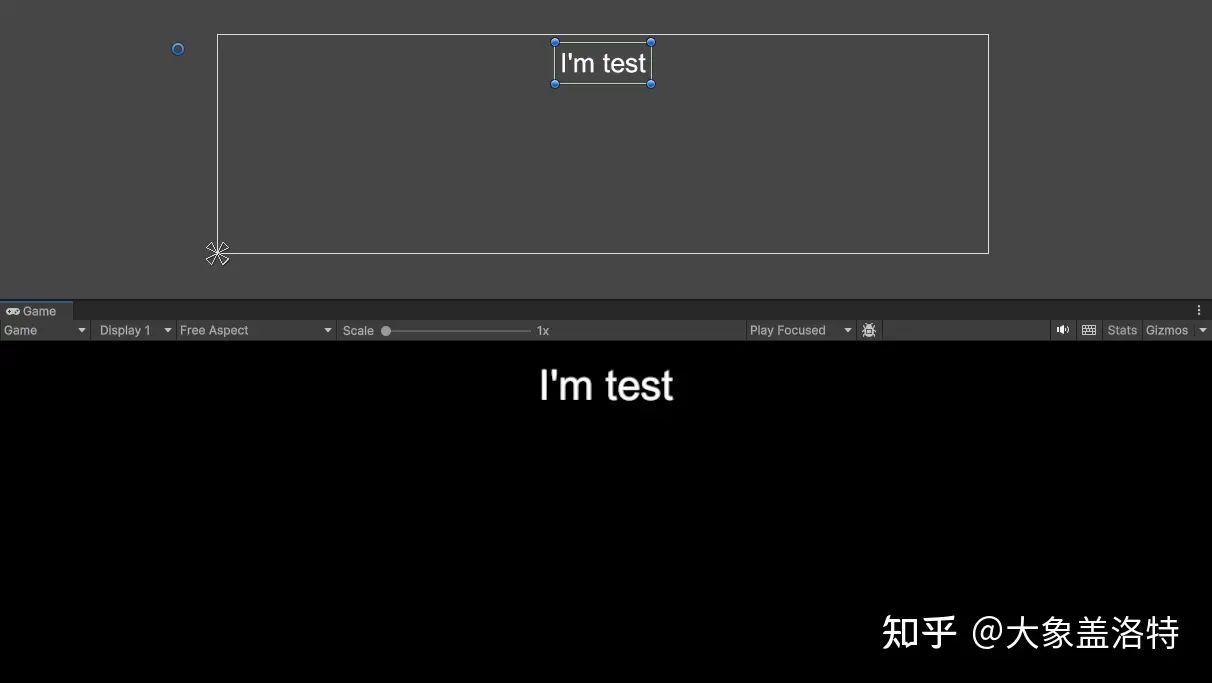 I'm test
Game
Game Display 1 Free Aspect Scale 1x Play Focused Stats Gizmos
I'm test
知乎 @大象盖洛特